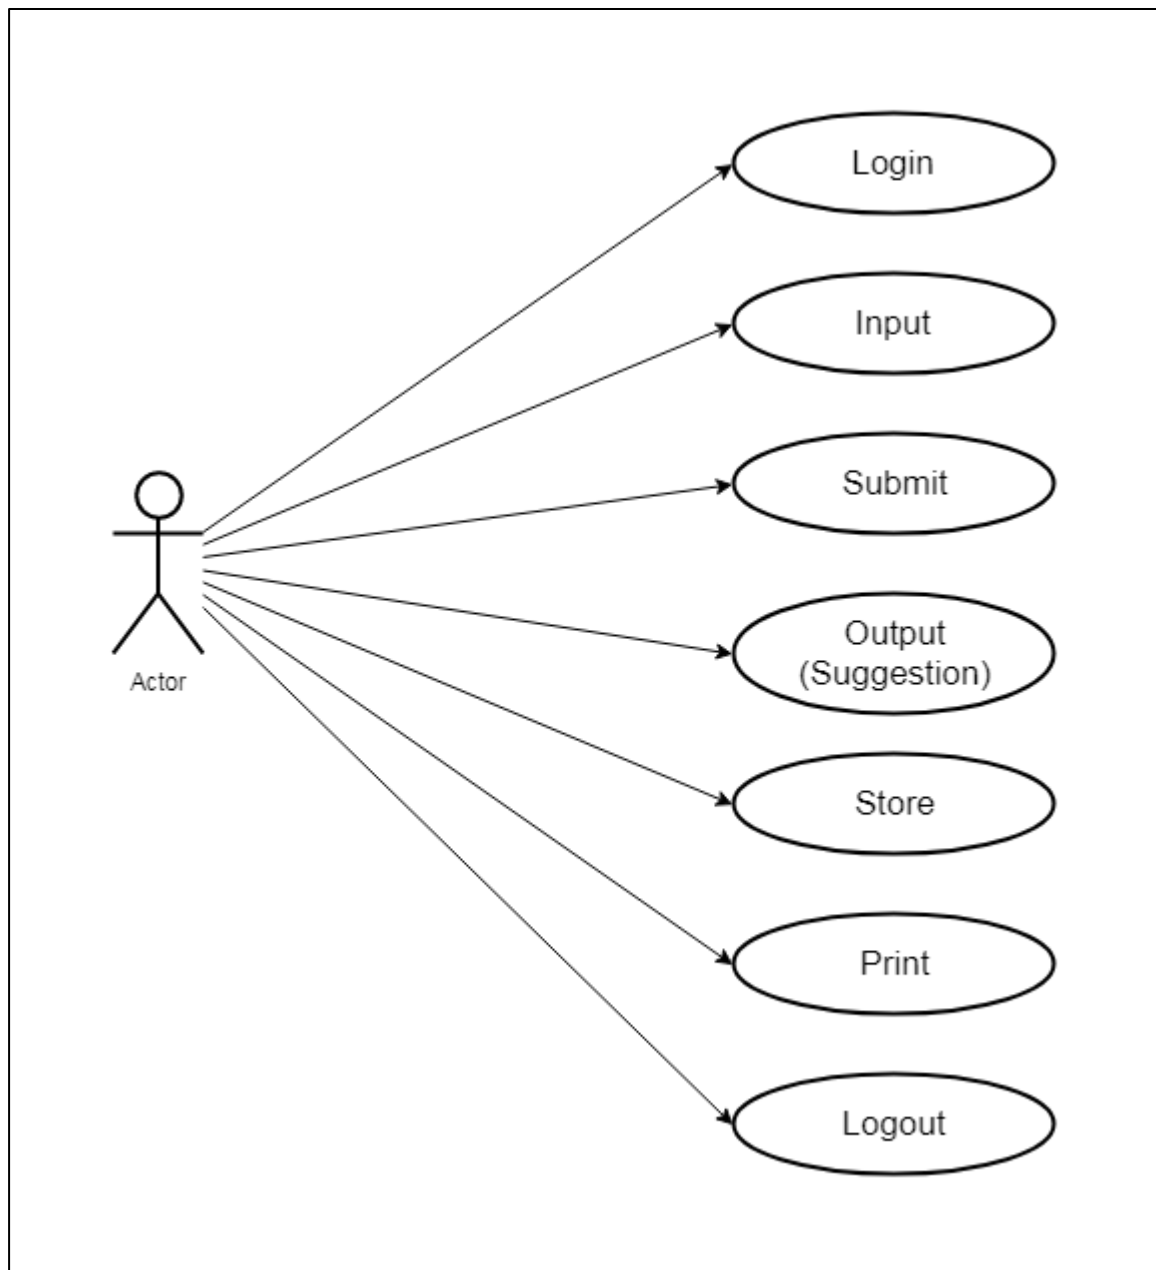 Login
Input
Submit
Output
(Suggestion)
Actor
Store
Print
Logout